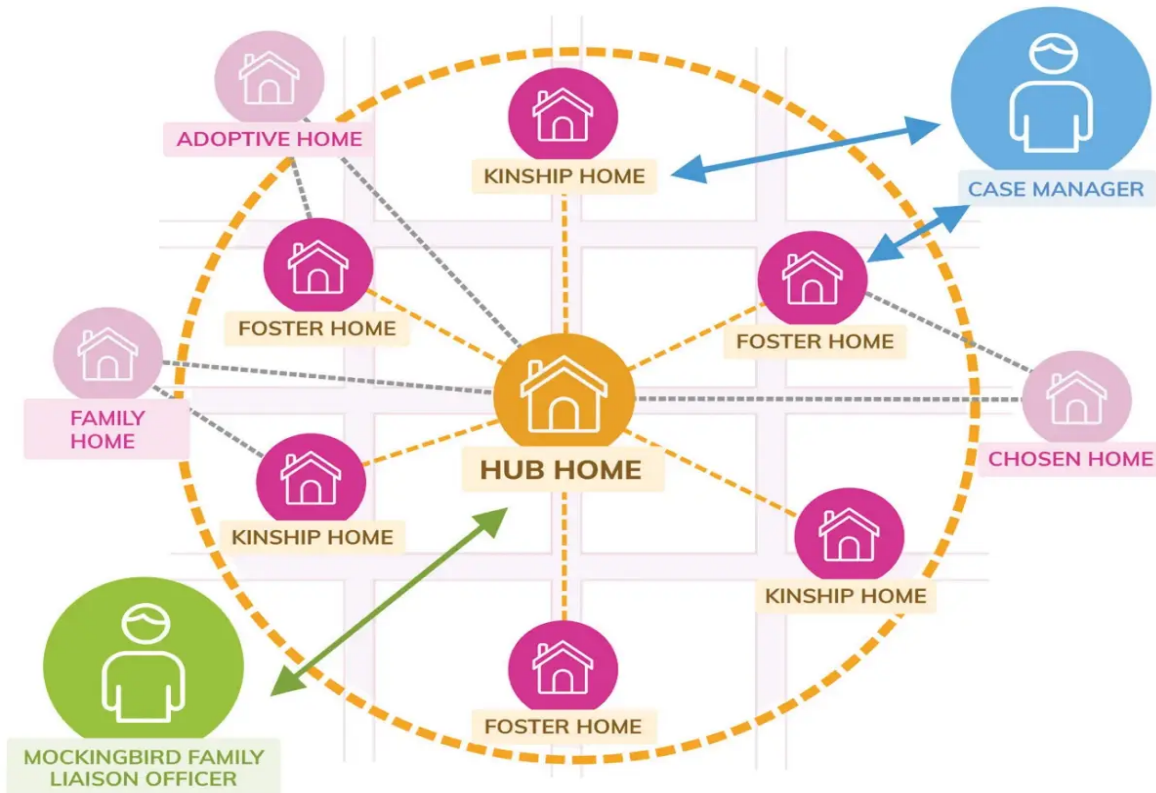 ADOPTIVE HOME
KINSHIP HOME
CASE MANAGER
FOSTER HOME
FOSTER HOME
FAMILY
HOME
HUB HOME
CHOSEN HOME
KINSHIP HOME
KINSHIP HOME
FOSTER HOME
MOCKINGBIRD FAMILY
LIAISON OFFICER